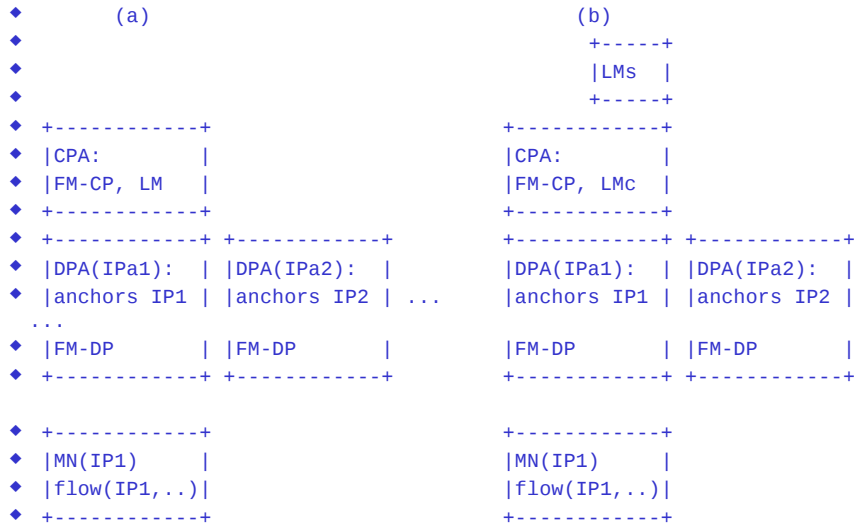 ◆         (a)                                     (b)
◆                                                  +-----+
◆                                                  |LMs  |
◆                                                  +-----+
◆  +------------+                          +------------+
◆  |CPA:        |                          |CPA:        |
◆  |FM-CP, LM   |                          |FM-CP, LMc  |
◆  +------------+                          +------------+
◆  +------------+ +------------+           +------------+ +------------+
◆  |DPA(IPa1):  | |DPA(IPa2):  |           |DPA(IPa1):  | |DPA(IPa2):  |
◆  |anchors IP1 | |anchors IP2 | ...       |anchors IP1 | |anchors IP2 |
...
◆  |FM-DP       | |FM-DP       |           |FM-DP       | |FM-DP       |
◆  +------------+ +------------+           +------------+ +------------+
◆  +------------+                          +------------+
◆  |MN(IP1)     |                          |MN(IP1)     |
◆  |flow(IP1,..)|                          |flow(IP1,..)|
◆  +------------+                          +------------+